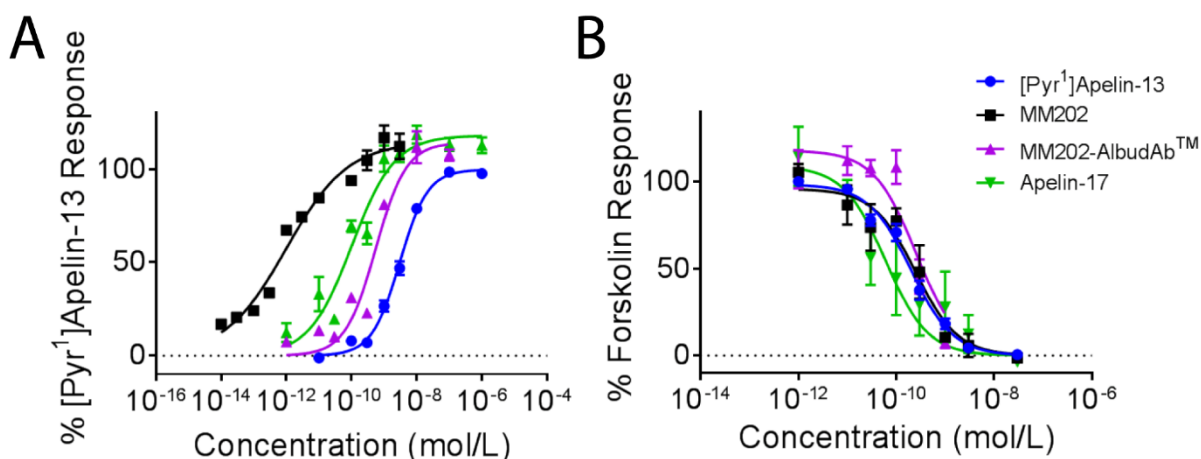 A
% [Pyr¹]Apelin-13 Response
100
50
0
10⁻¹⁶ 10⁻¹⁴ 10⁻¹² 10⁻¹⁰ 10⁻⁸ 10⁻⁶ 10⁻⁴
Concentration (mol/L)
B
% Forskolin Response
100
50
0
10⁻¹⁴ 10⁻¹² 10⁻¹⁰ 10⁻⁸ 10⁻⁶
Concentration (mol/L)
[Pyr¹]Apelin-13
MM202
MM202-AlbudAb™
Apelin-17